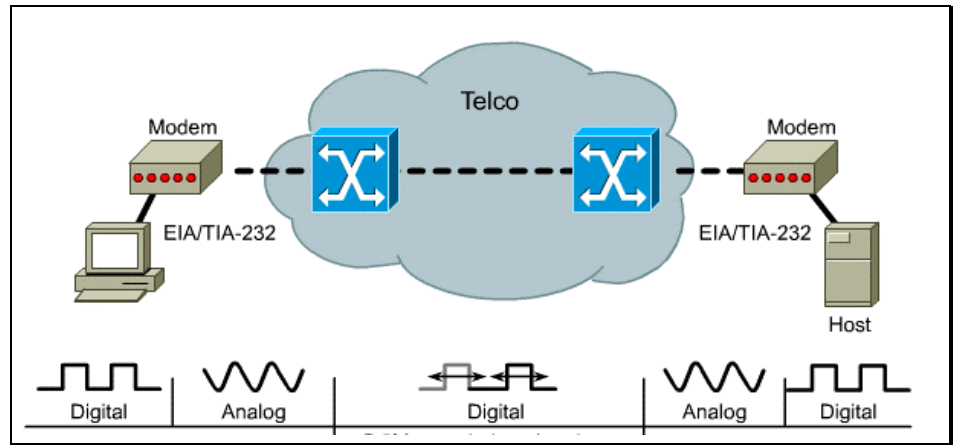 Telco
Modem
Modem
EIA/TIA-232
EIA/TIA-232
Host
Digital
Analog
Digital
Analog
Digital